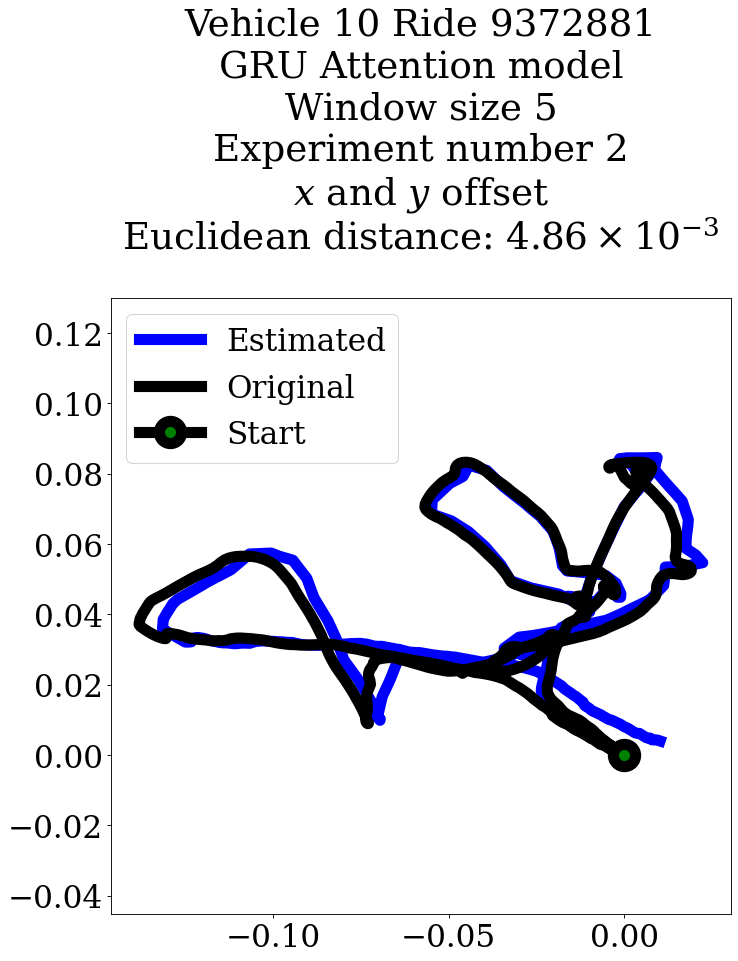 Vehicle 10 Ride 9372881
GRU Attention model
Window size 5
Experiment number 2
x and y offset
Euclidean distance: 4.86 × 10⁻³
Estimated
Original
Start
0.12
0.10
0.08
0.06
0.04
0.02
0.00
−0.02
−0.04
−0.10
−0.05
0.00